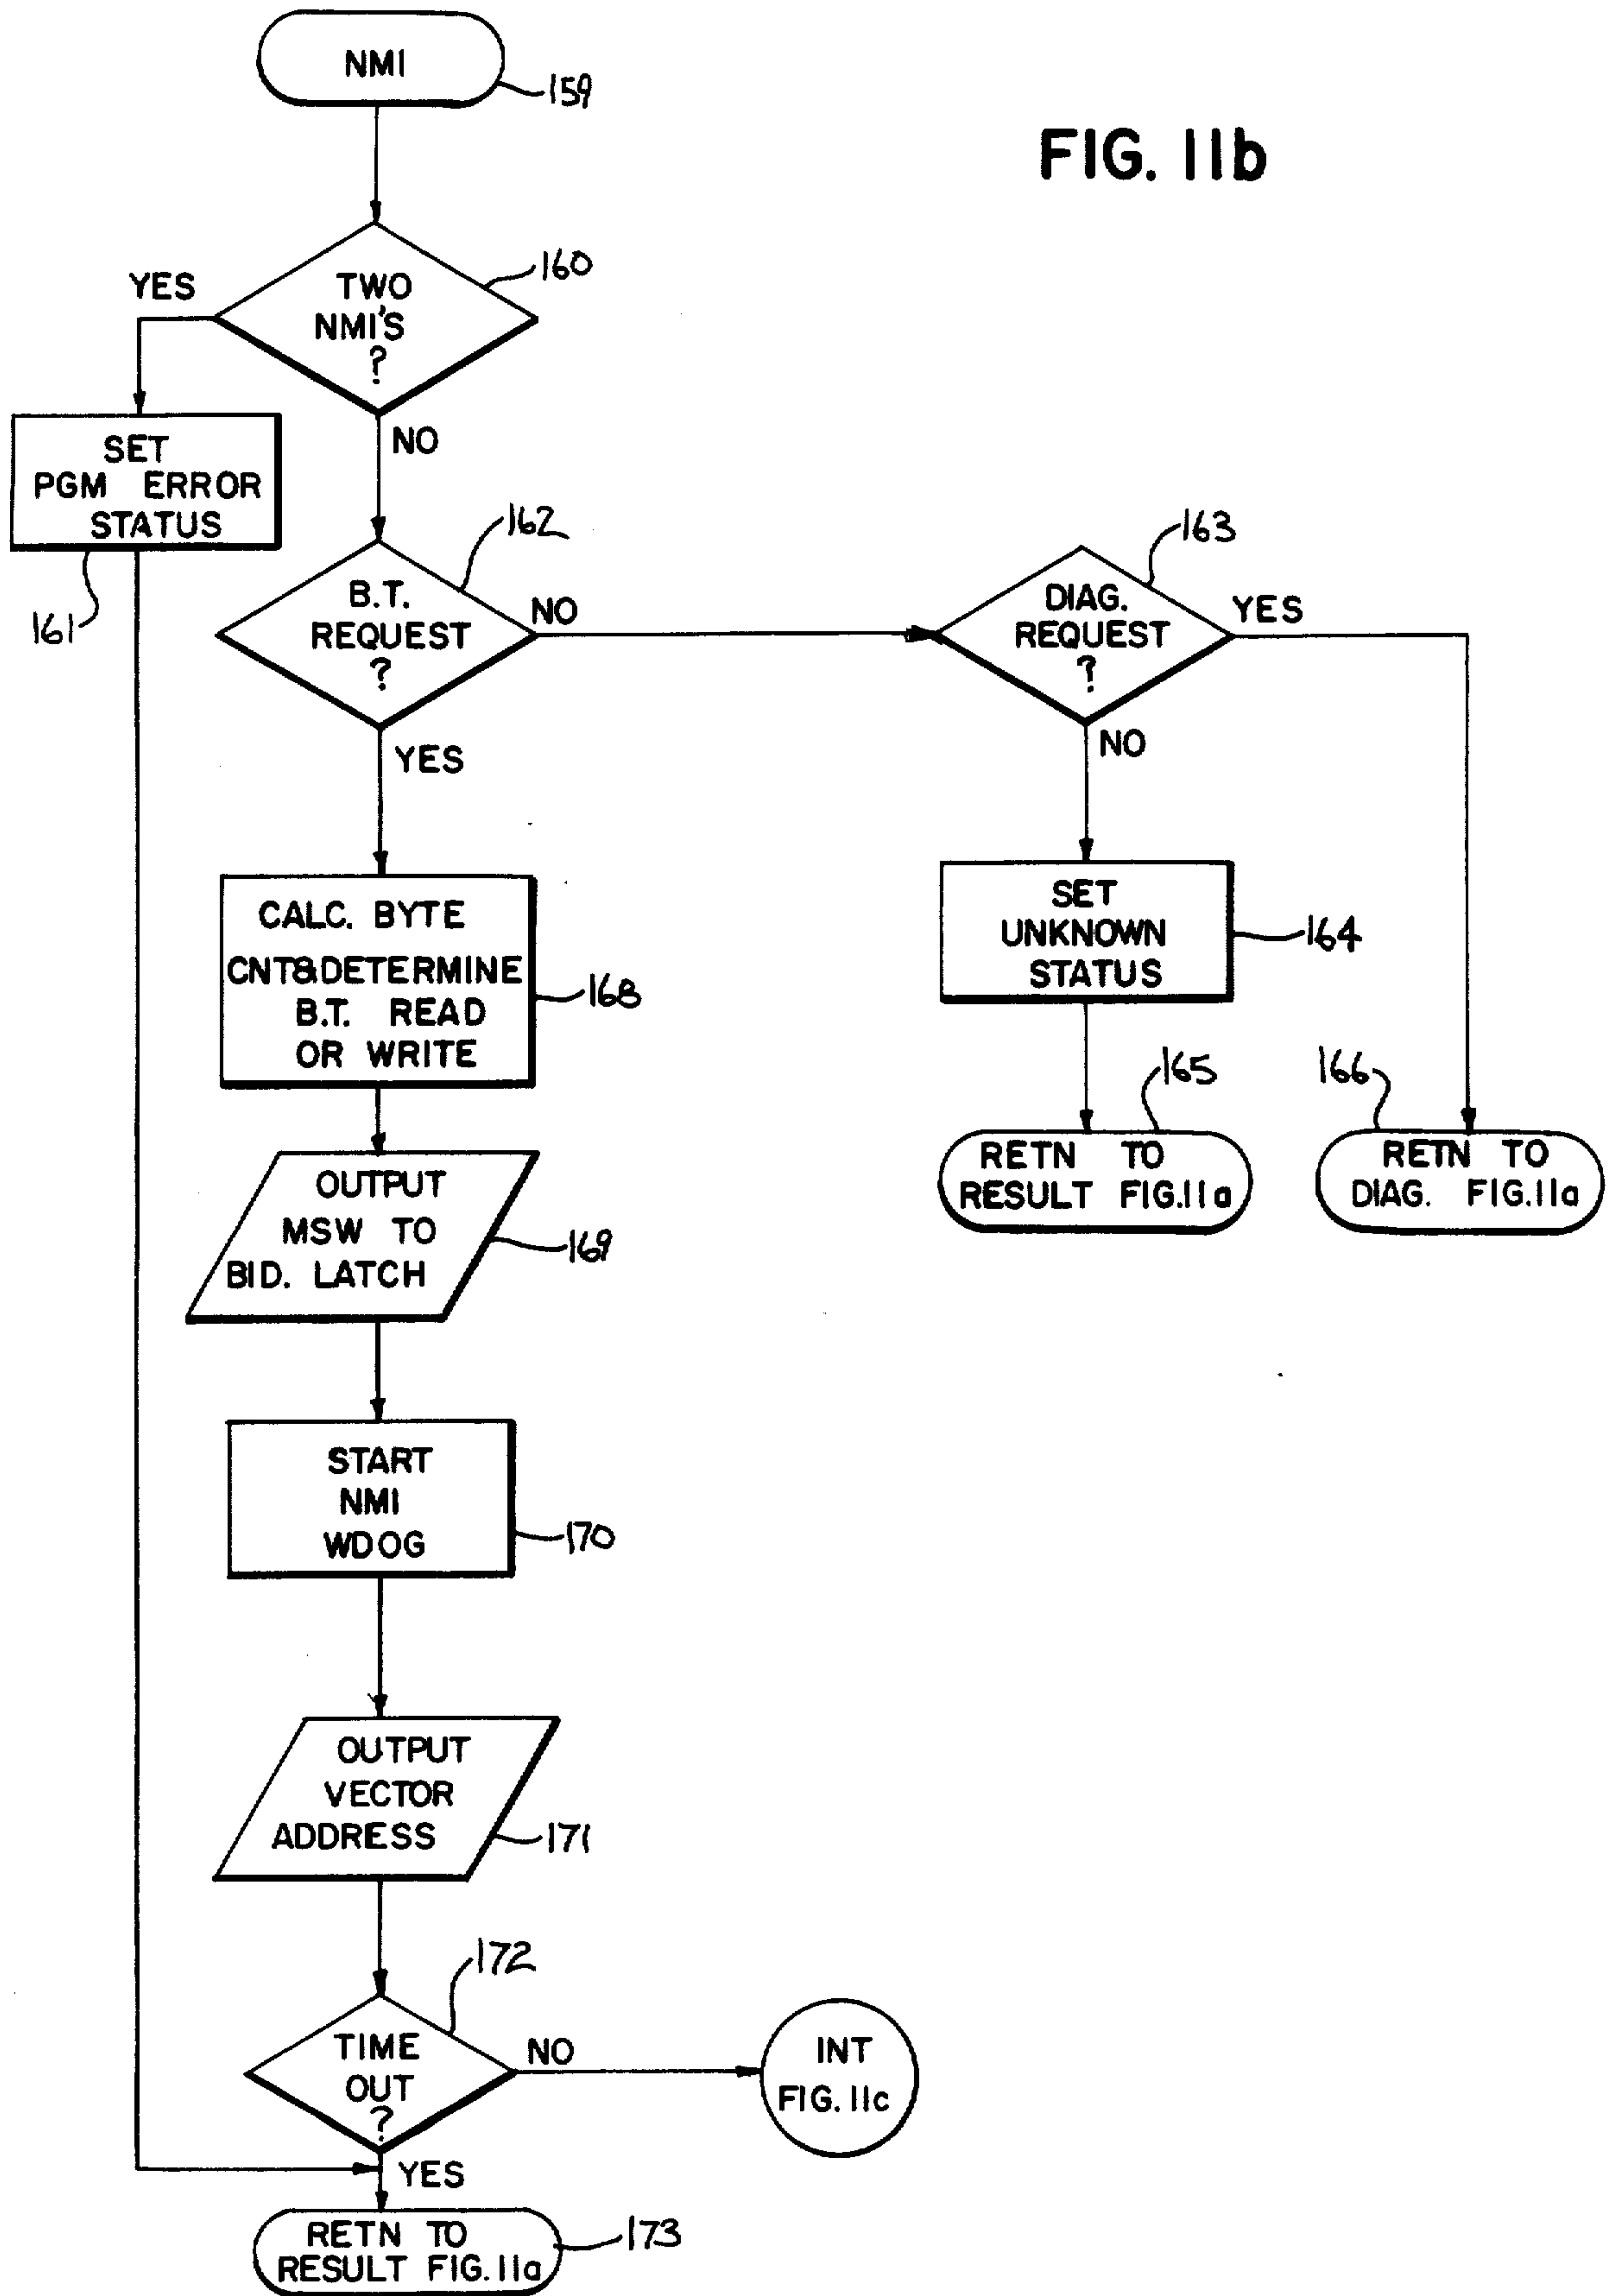 NMI
159
FIG. 11b
160
YES
TWO
NMI'S
?
NO
SET
PGM ERROR
STATUS
161
162
B.T.
REQUEST
?
NO
YES
163
DIAG.
REQUEST
?
YES
NO
CALC. BYTE
CNT&DETERMINE
B.T. READ
OR WRITE
168
SET
UNKNOWN
STATUS
164
165
RETN TO
RESULT FIG.11a
166
RETN TO
DIAG. FIG.11a
OUTPUT
MSW TO
BID. LATCH
169
START
NMI
WDOG
170
OUTPUT
VECTOR
ADDRESS
171
172
TIME
OUT
?
NO
INT
FIG.11c
YES
RETN TO
RESULT FIG.11a
173